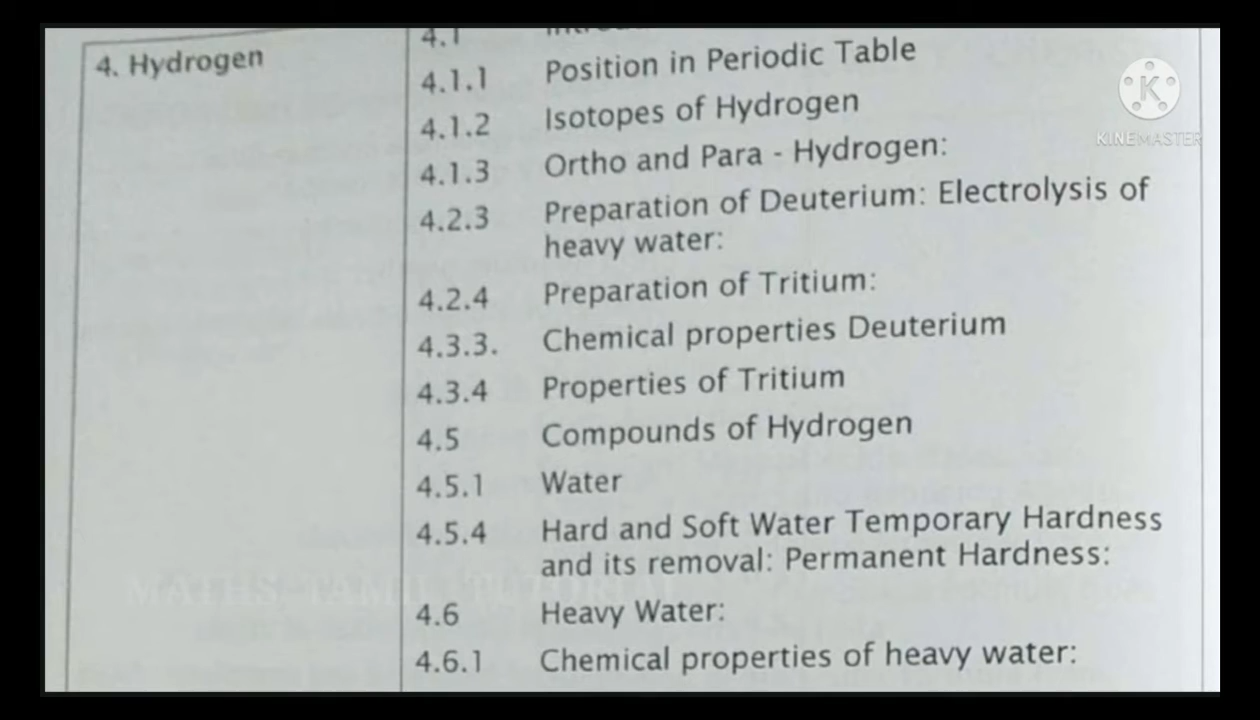 4. Hydrogen
4.1
4.1.1 Position in Periodic Table
4.1.2 Isotopes of Hydrogen
4.1.3 Ortho and Para - Hydrogen:
4.2.3 Preparation of Deuterium: Electrolysis of
heavy water:
4.2.4 Preparation of Tritium:
4.3.3. Chemical properties Deuterium
4.3.4 Properties of Tritium
4.5 Compounds of Hydrogen
4.5.1 Water
4.5.4 Hard and Soft Water Temporary Hardness
and its removal: Permanent Hardness:
4.6 Heavy Water:
4.6.1 Chemical properties of heavy water:
K
KINEMASTER